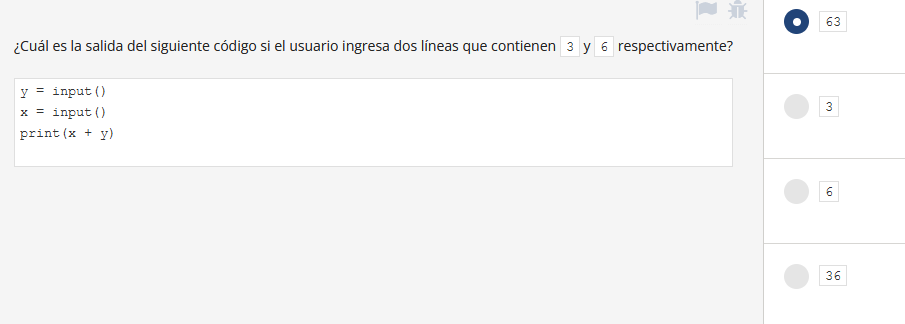 ¿Cuál es la salida del siguiente código si el usuario ingresa dos líneas que contienen 3 y 6 respectivamente?
y = input()
x = input()
print(x + y)
63
3
6
36